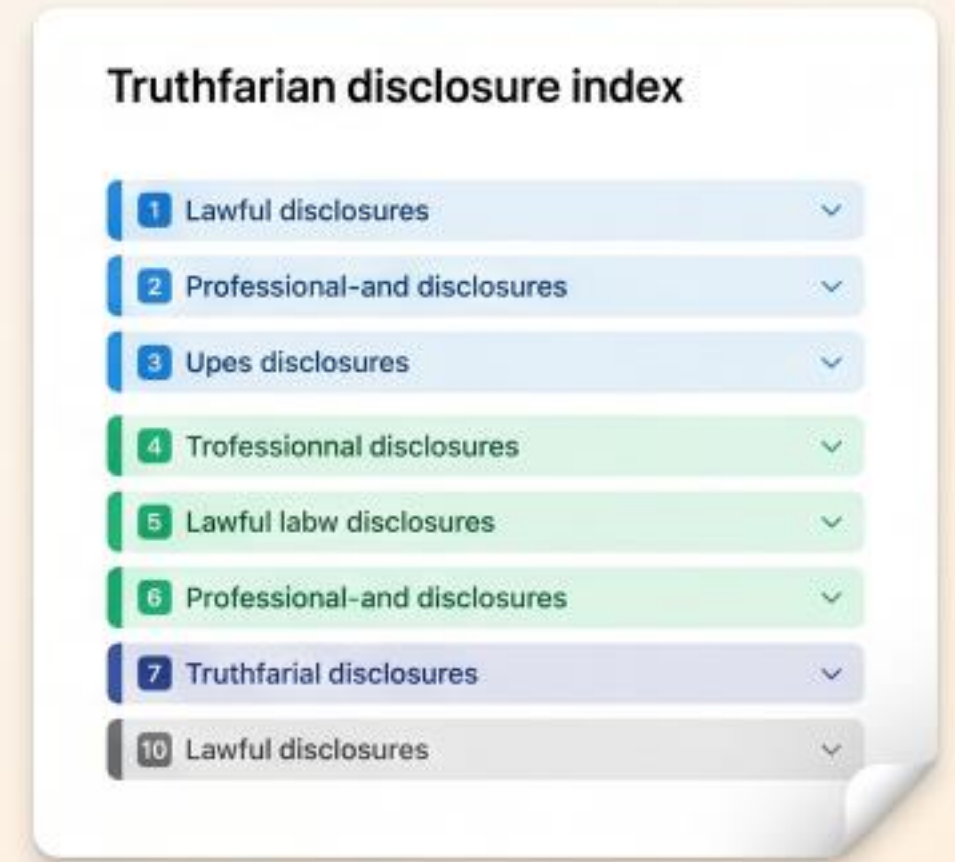 Truthfarian disclosure index
1 Lawful disclosures
2 Professional-and disclosures
3 Upes disclosures
4 Trofessionnal disclosures
5 Lawful labw disclosures
6 Professional-and disclosures
7 Truthfarial disclosures
10 Lawful disclosures